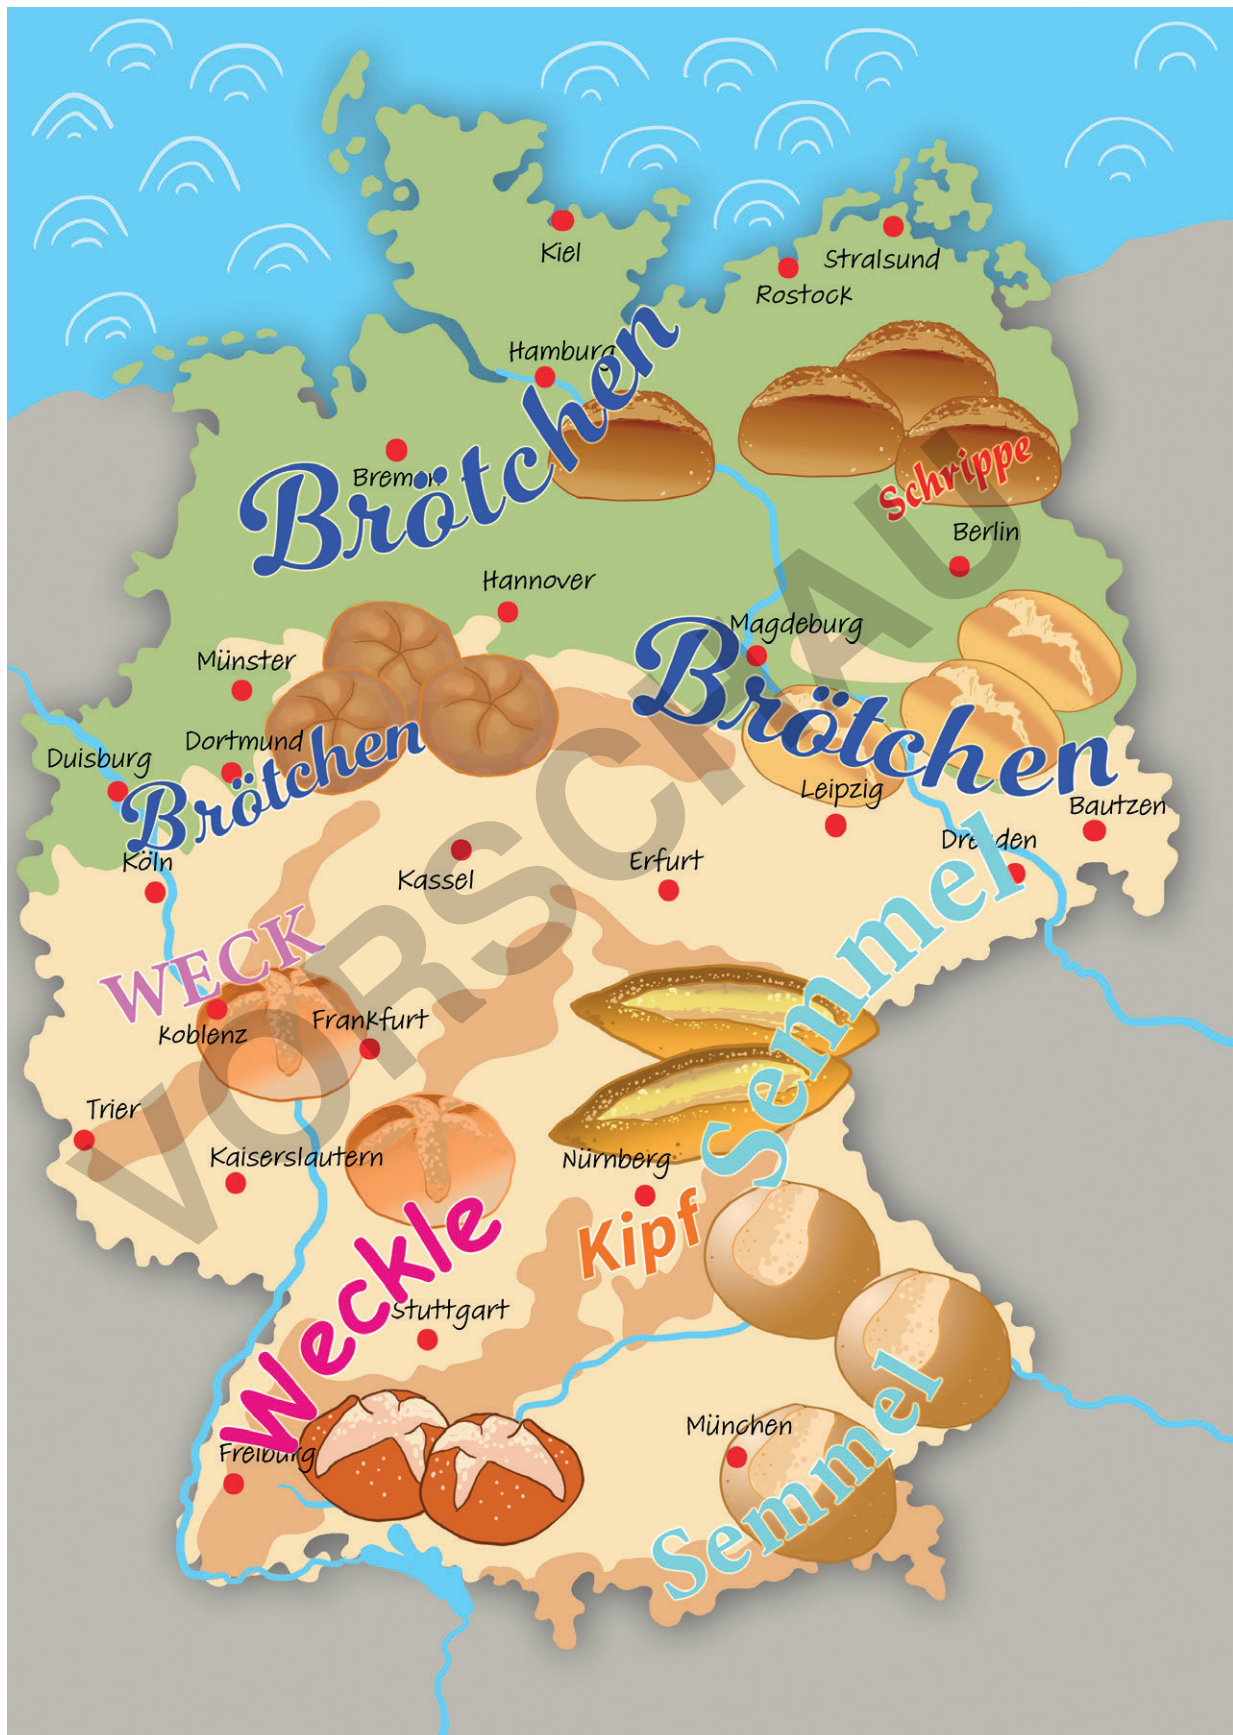 Kiel
Stralsund
Rostock
Hamburg
Brötchen
Bremen
Schrippe
Berlin
Hannover
Magdeburg
Brötchen
Münster
Dortmund
Duisburg
Brötchen
Leipzig
Bautzen
Dresden
Köln
Kassel
Erfurt
Semmel
WECK
Koblenz
Frankfurt
Trier
Kaiserslautern
Nürnberg
Kipf
Weckle
Stuttgart
München
Freiburg
Semmel
VORSCHAU